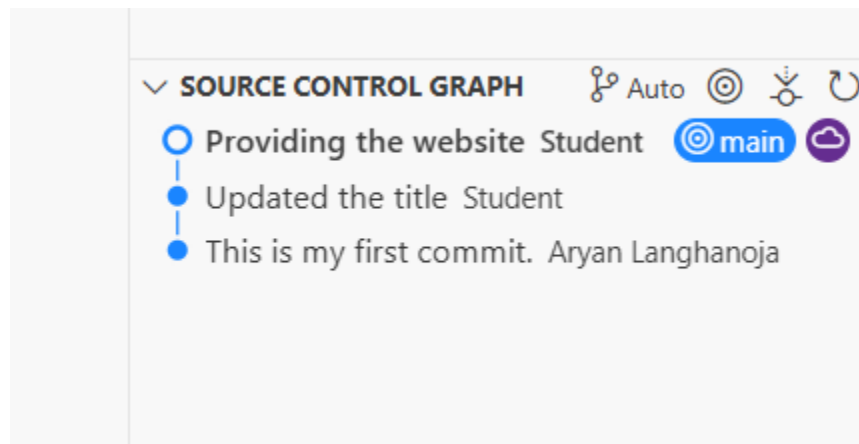 SOURCE CONTROL GRAPH Auto
Providing the website Student main
Updated the title Student
This is my first commit. Aryan Langhanoja